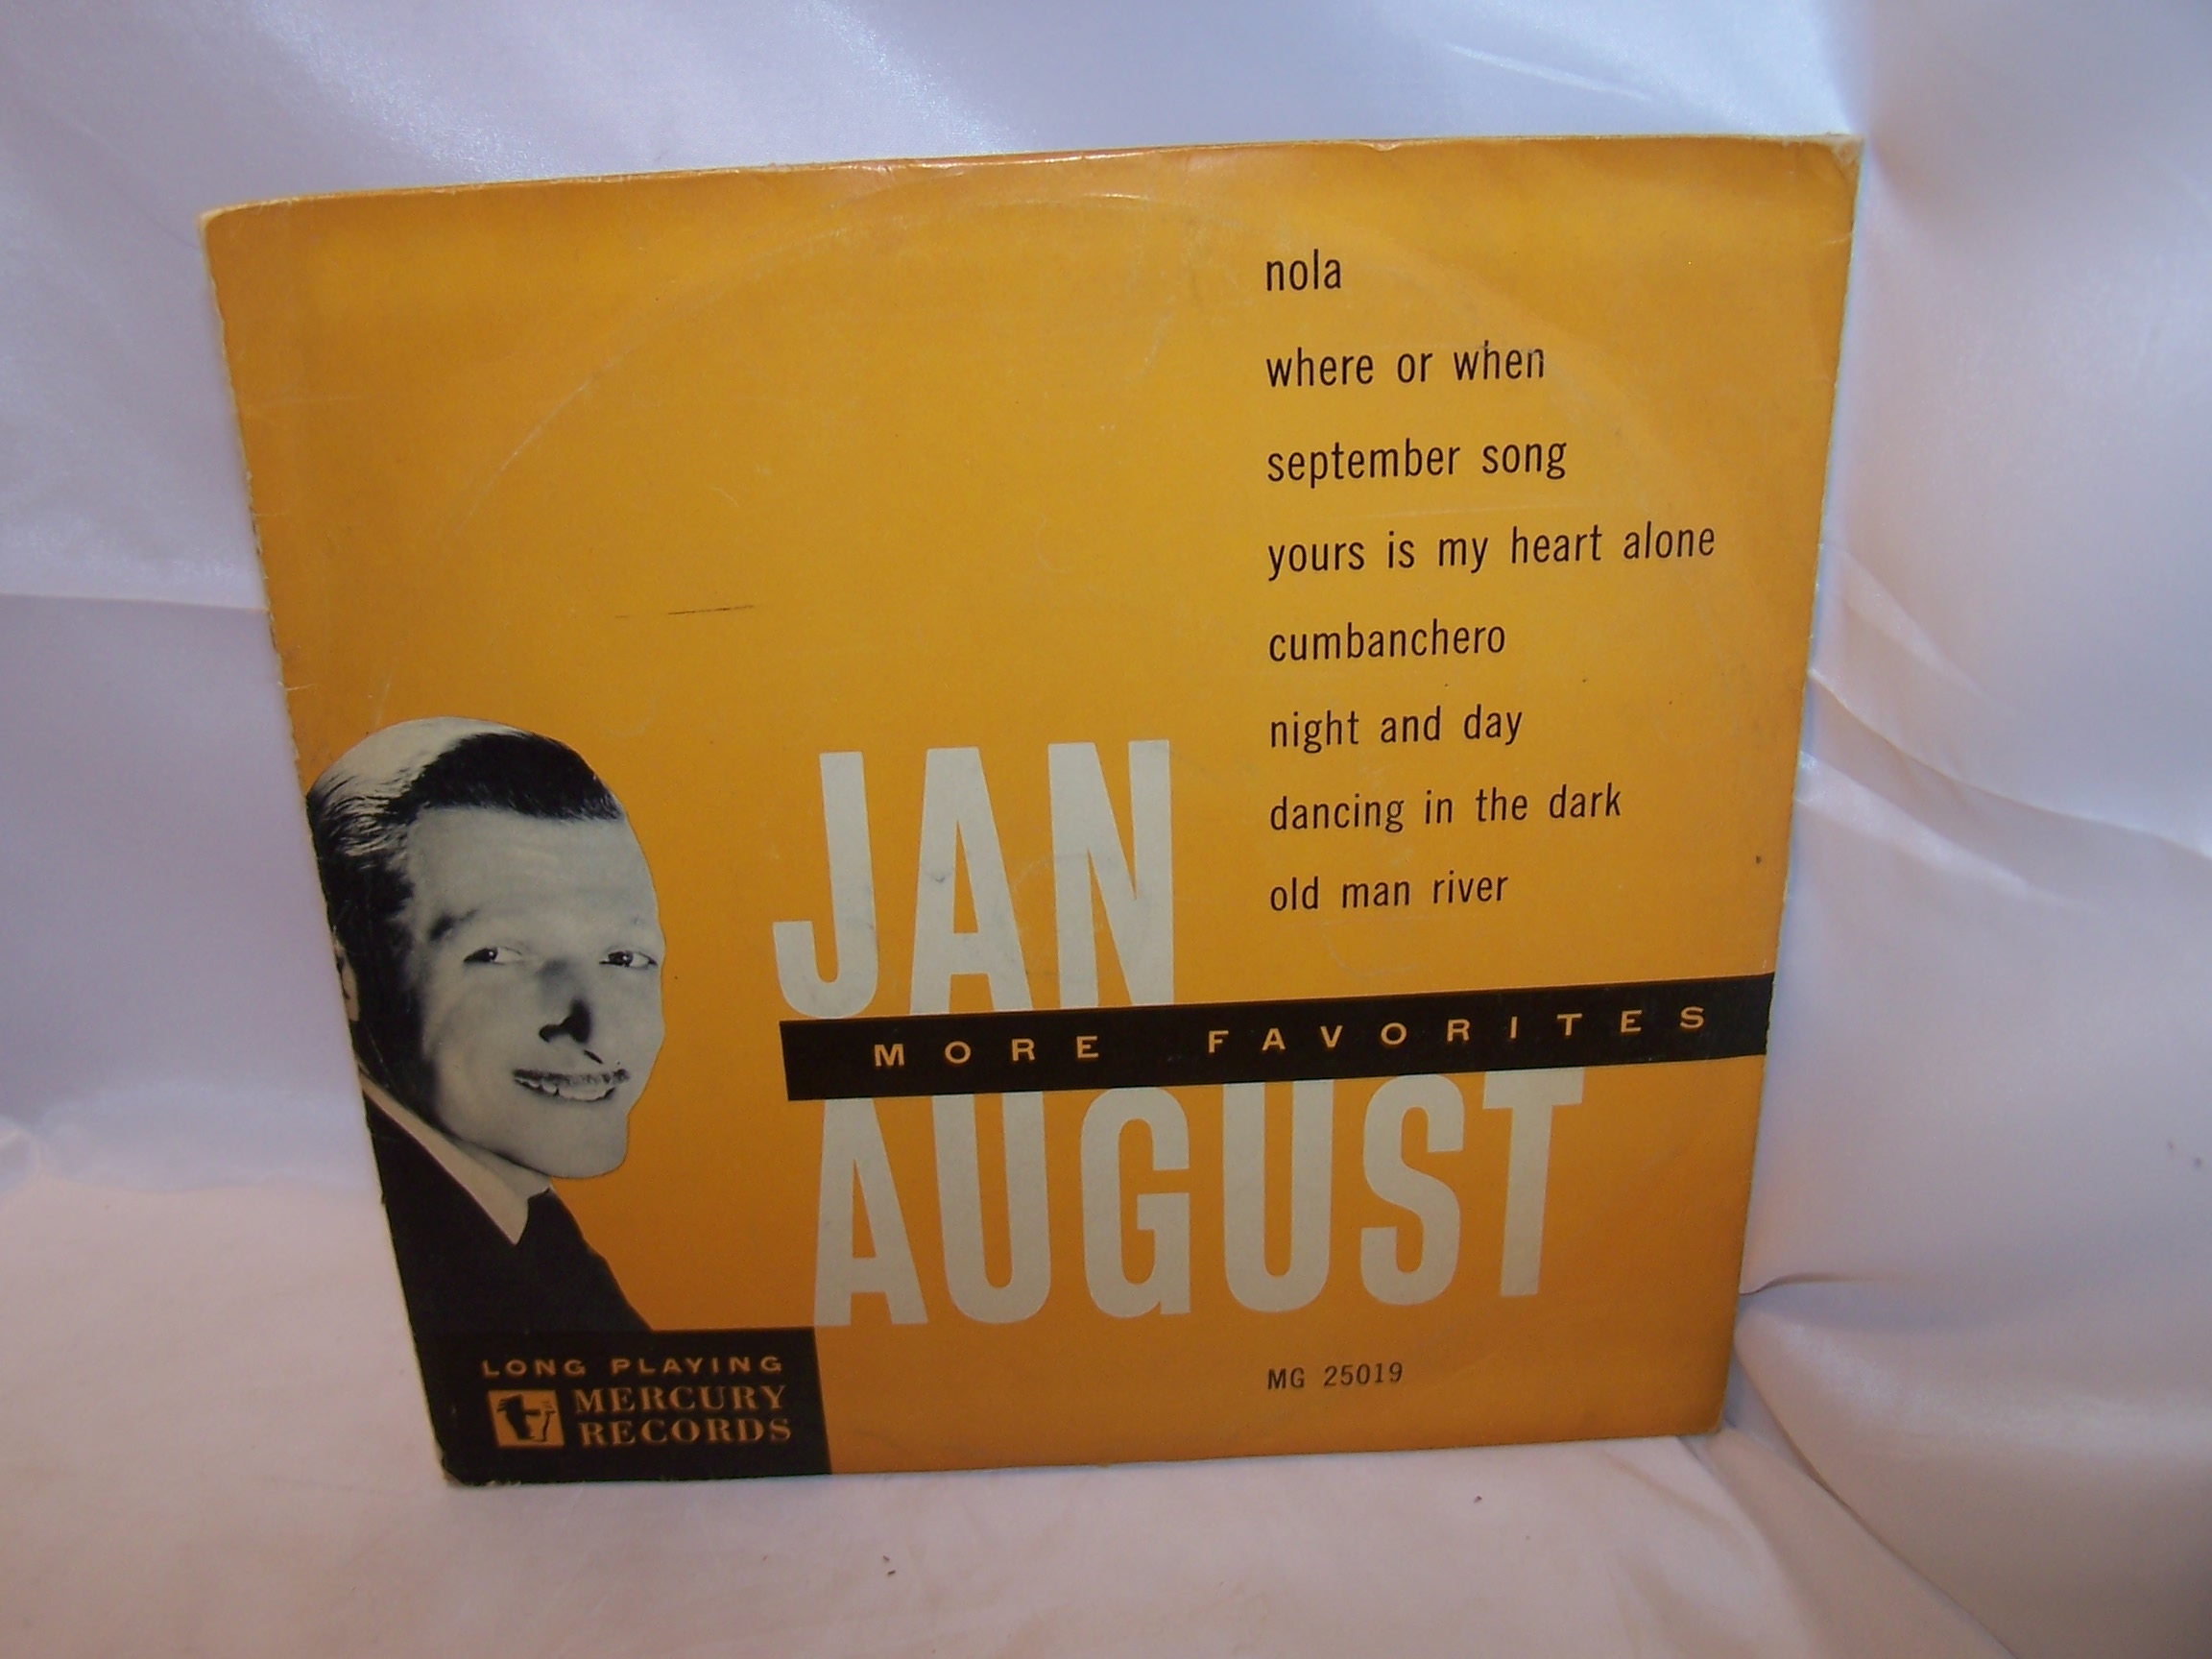 nola
where or when
september song
yours is my heart alone
cumbanchero
night and day
dancing in the dark
old man river
JAN
MORE FAVORITES
AUGUST
LONG PLAYING
MERCURY
RECORDS
MG 25019